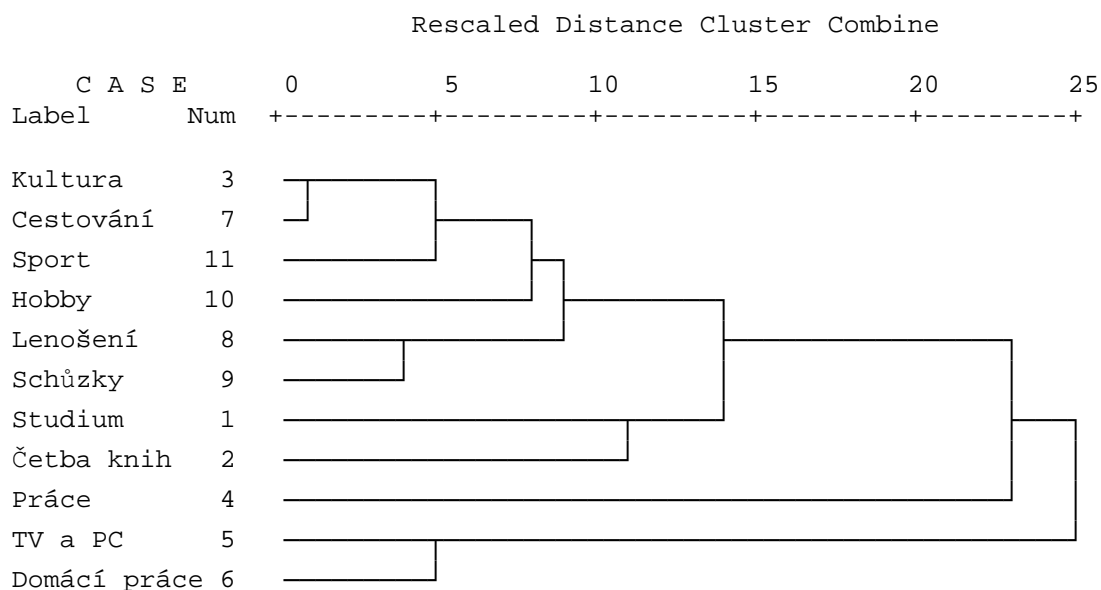 Rescaled Distance Cluster Combine
C A S E 0 5 10 15 20 25
Label Num +---------+---------+---------+---------+---------+
Kultura 3
Cestování 7
Sport 11
Hobby 10
Lenošení 8
Schůzky 9
Studium 1
Četba knih 2
Práce 4
TV a PC 5
Domácí práce 6